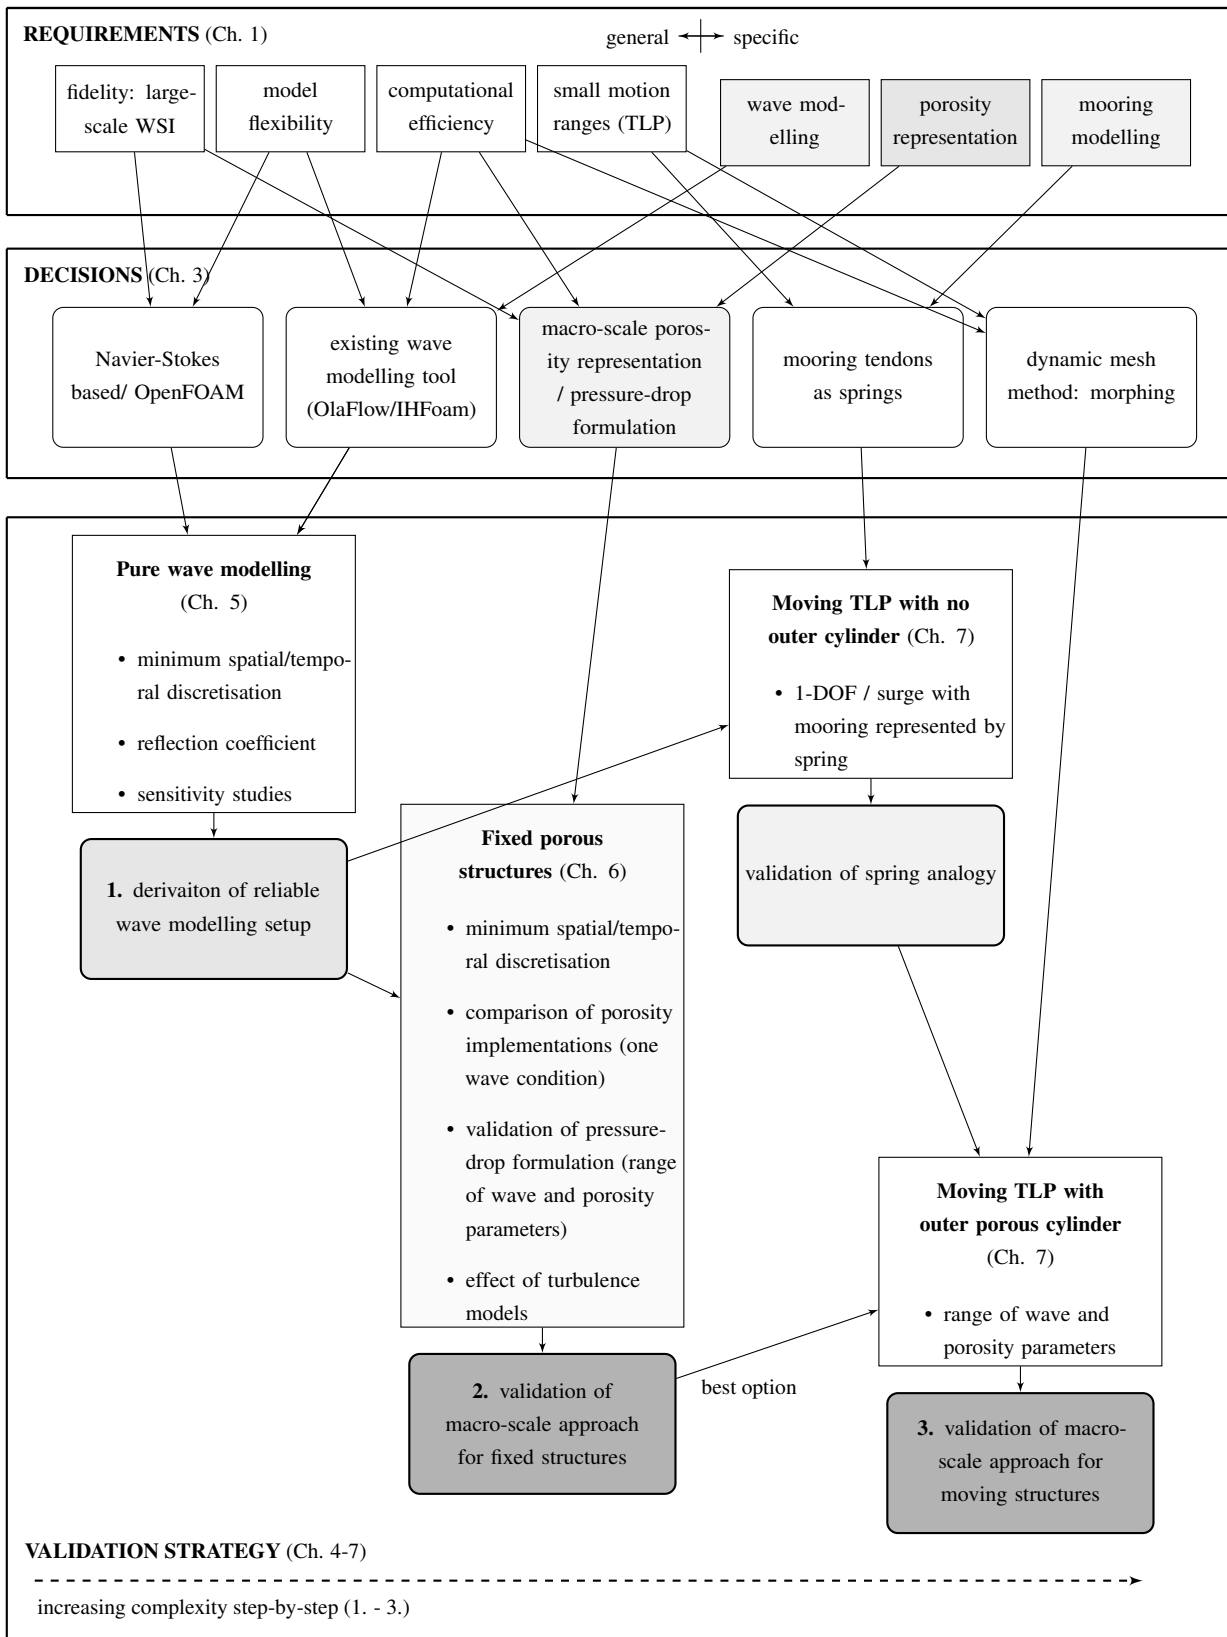 REQUIREMENTS (Ch. 1)
general
specific
fidelity: large-
scale WSI
model
flexibility
computational
efficiency
small motion
ranges (TLP)
wave mod-
elling
porosity
representation
mooring
modelling
DECISIONS (Ch. 3)
Navier-Stokes
based/ OpenFOAM
existing wave
modelling tool
(OlaFlow/IHFoam)
macro-scale poros-
ity representation
/ pressure-drop
formulation
mooring tendons
as springs
dynamic mesh
method: morphing
Pure wave modelling
(Ch. 5)
• minimum spatial/tempo-
ral discretisation
• reflection coefficient
• sensitivity studies
Moving TLP with no
outer cylinder (Ch. 7)
• 1-DOF / surge with
mooring represented by
spring
1. derivaiton of reliable
wave modelling setup
Fixed porous
structures (Ch. 6)
• minimum spatial/tempo-
ral discretisation
• comparison of porosity
implementations (one
wave condition)
• validation of pressure-
drop formulation (range
of wave and porosity
parameters)
• effect of turbulence
models
validation of spring analogy
Moving TLP with
outer porous cylinder
(Ch. 7)
• range of wave and
porosity parameters
2. validation of
macro-scale approach
for fixed structures
best option
3. validation of macro-
scale approach for
moving structures
VALIDATION STRATEGY (Ch. 4-7)
increasing complexity step-by-step (1. - 3.)